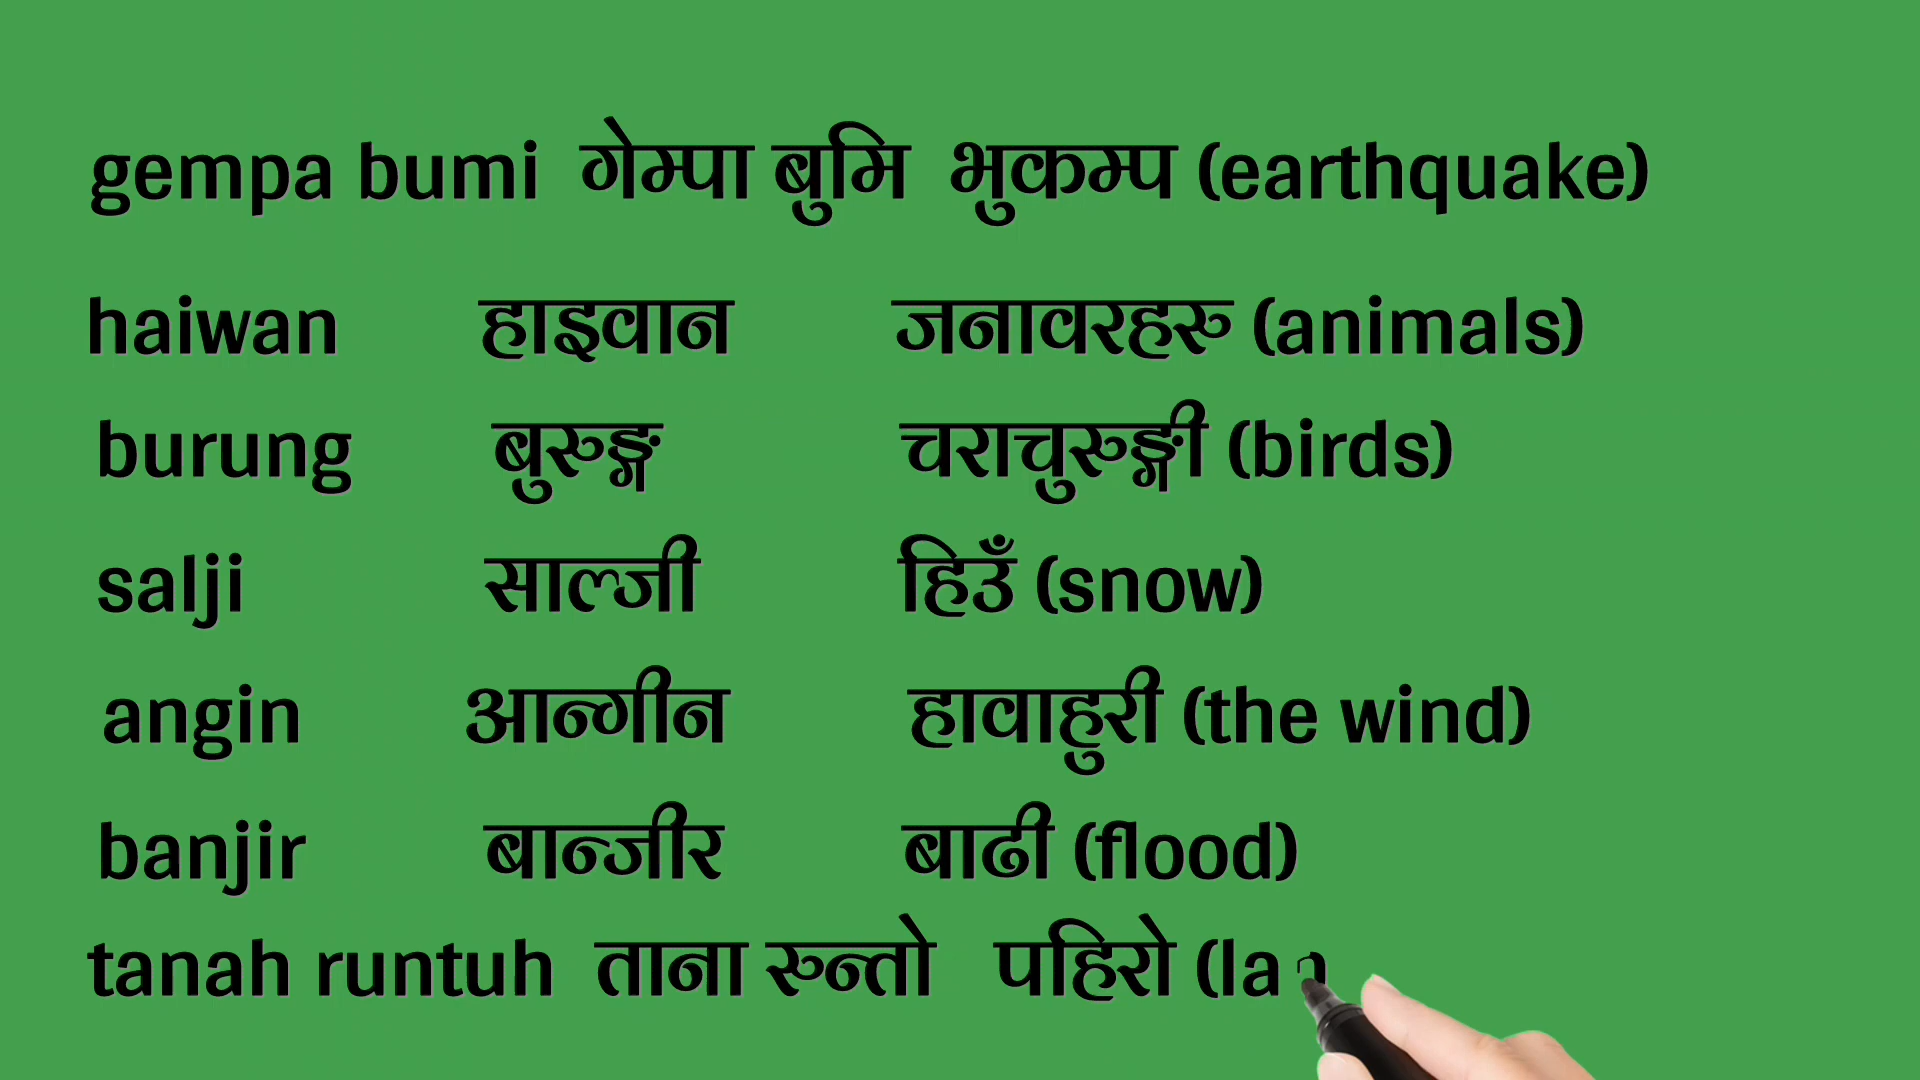 gempa bumi गेम्पा बुमि भुकम्प (earthquake)
haiwan हाइवान जनावरहरु (animals)
burung बुरुङ्ग चराचुरुङ्गी (birds)
salji साल्जी हिउँ (snow)
angin आन्गीन हावाहुरी (the wind)
banjir बान्जीर बाढी (flood)
tanah runtuh ताना रुन्तो पहिरो (la